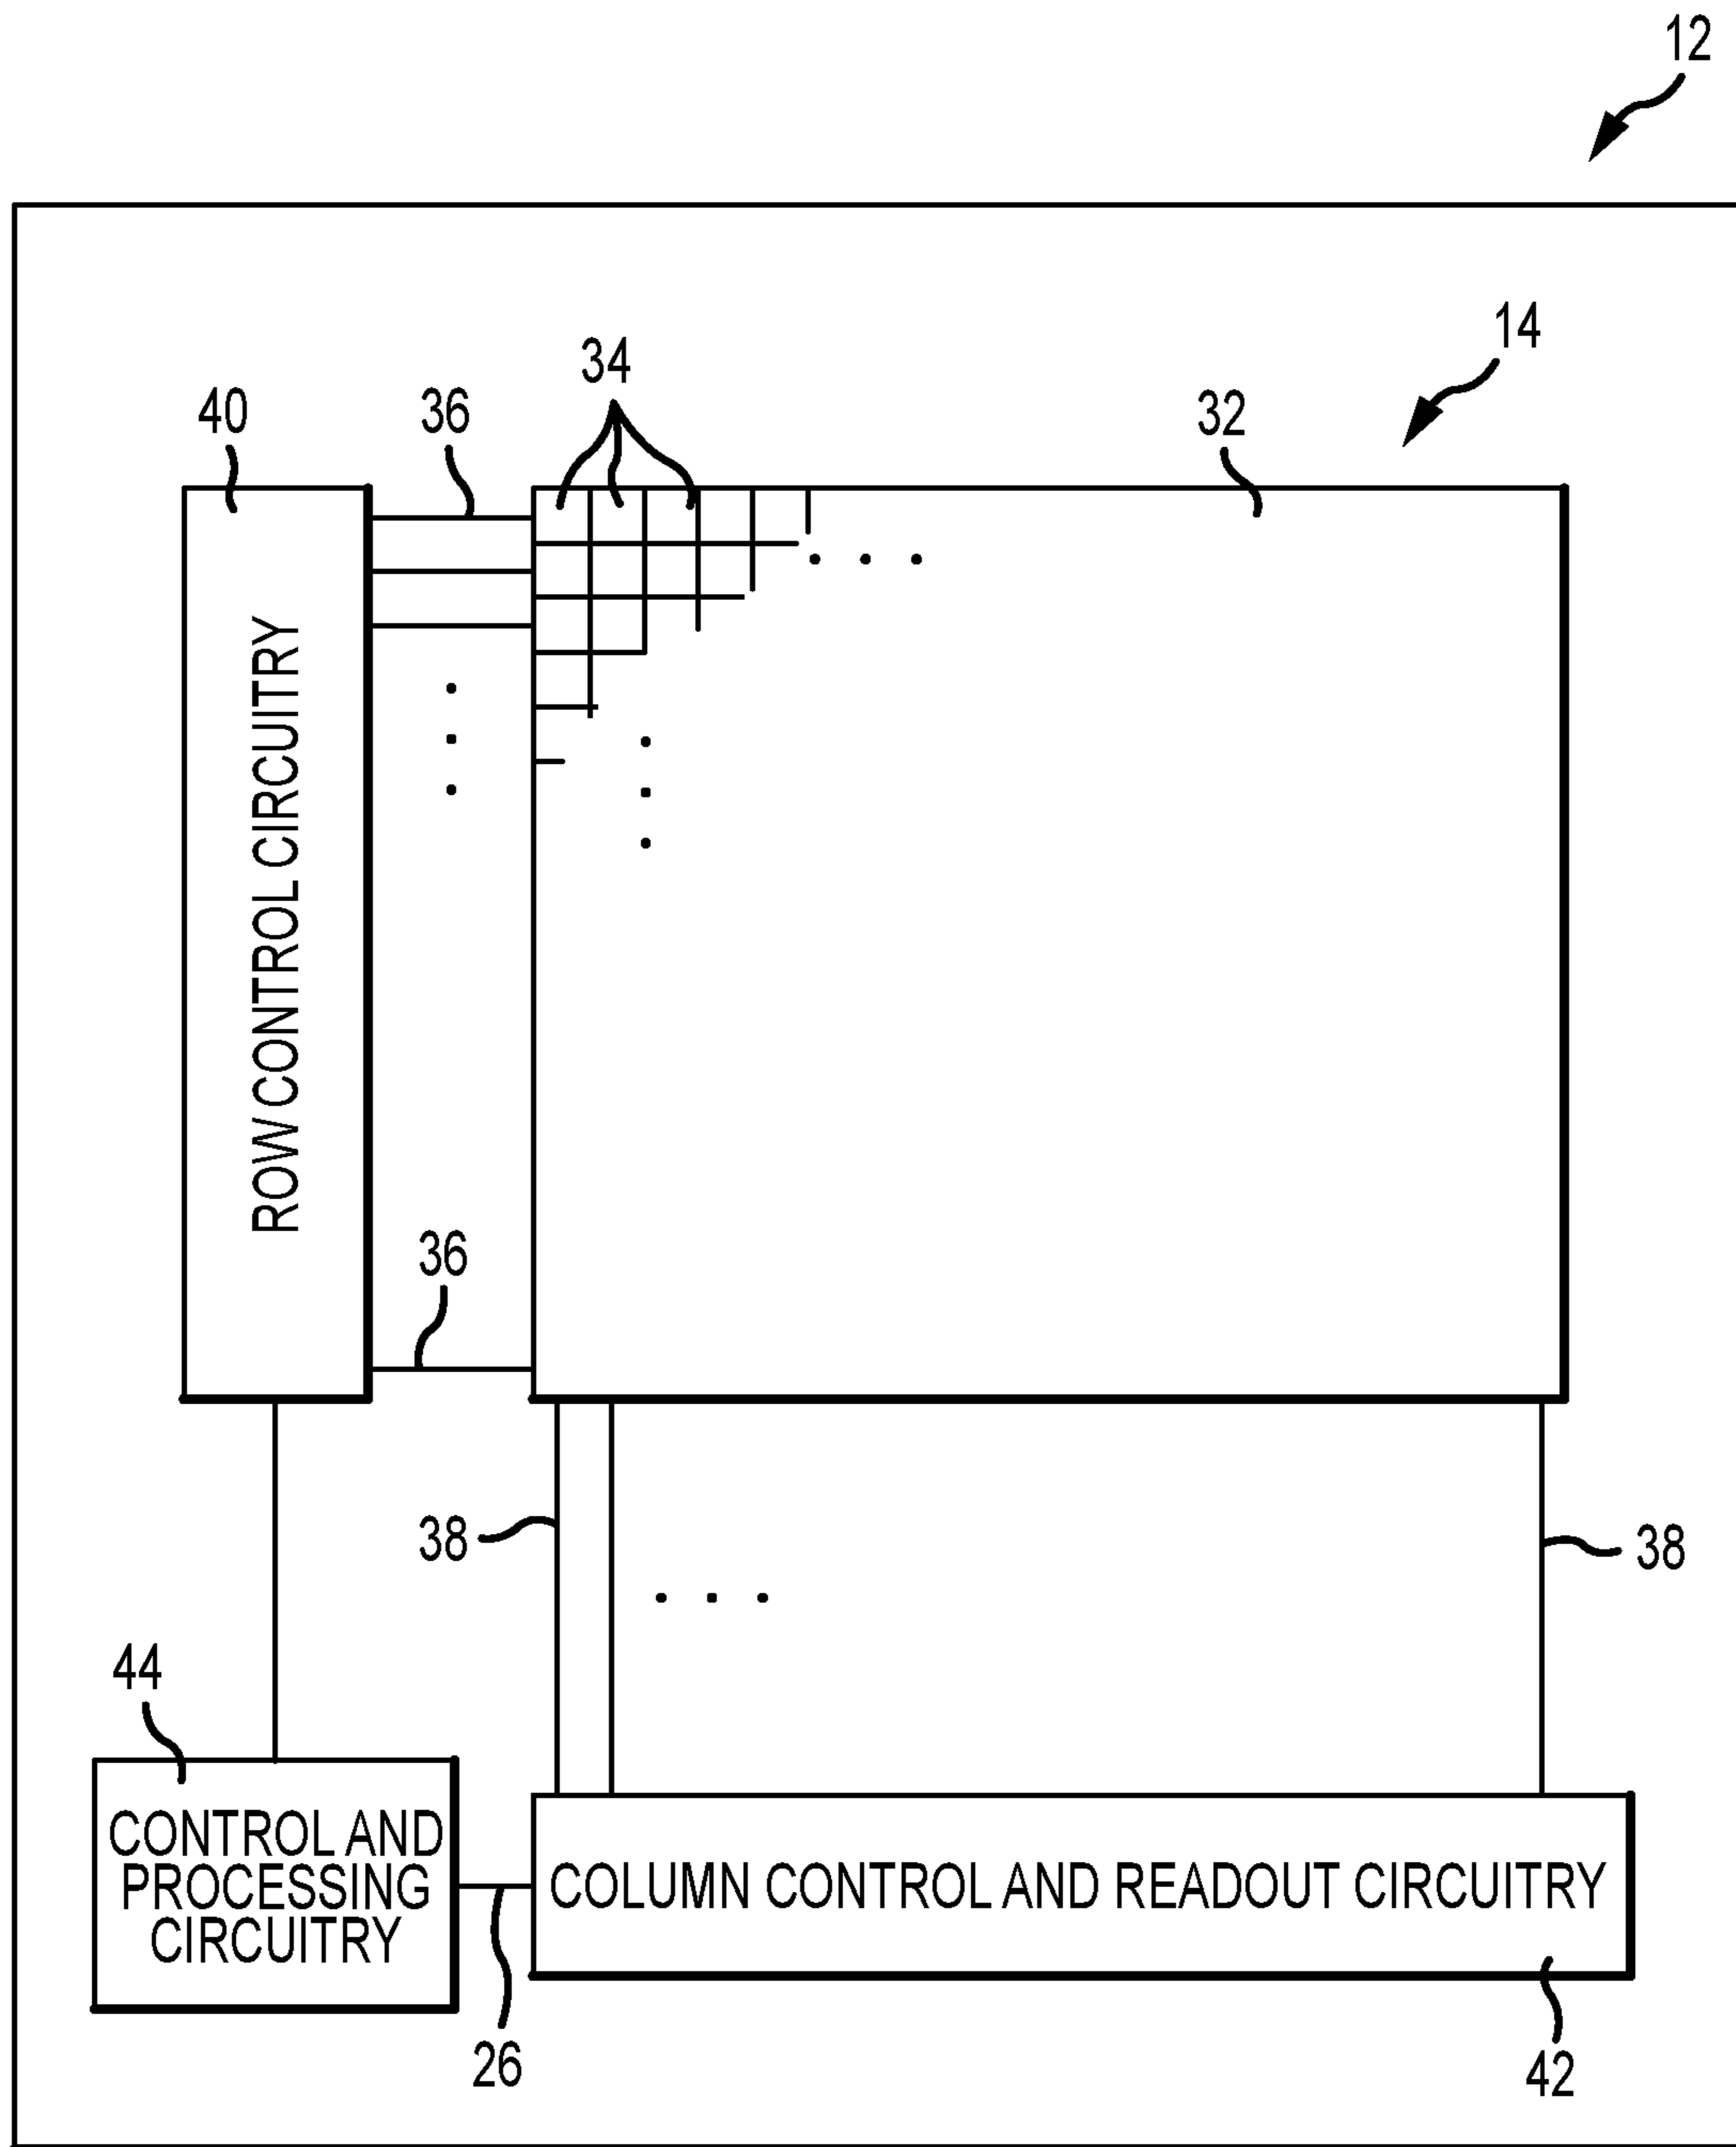 12
14
34
40
36
32
ROW CONTROL CIRCUITRY
36
38
38
44
CONTROL AND
PROCESSING
CIRCUITRY
COLUMN CONTROL AND READOUT CIRCUITRY
26
42